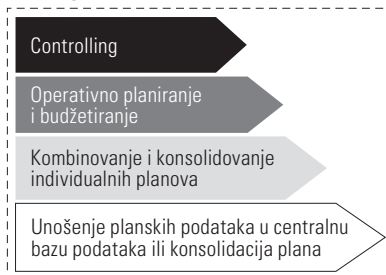 Controlling
Operativno planiranje
i budžetiranje
Kombinovanje i konsolidovanje
individualnih planova
Unošenje planskih podataka u centralnu
bazu podataka ili konsolidacija plana